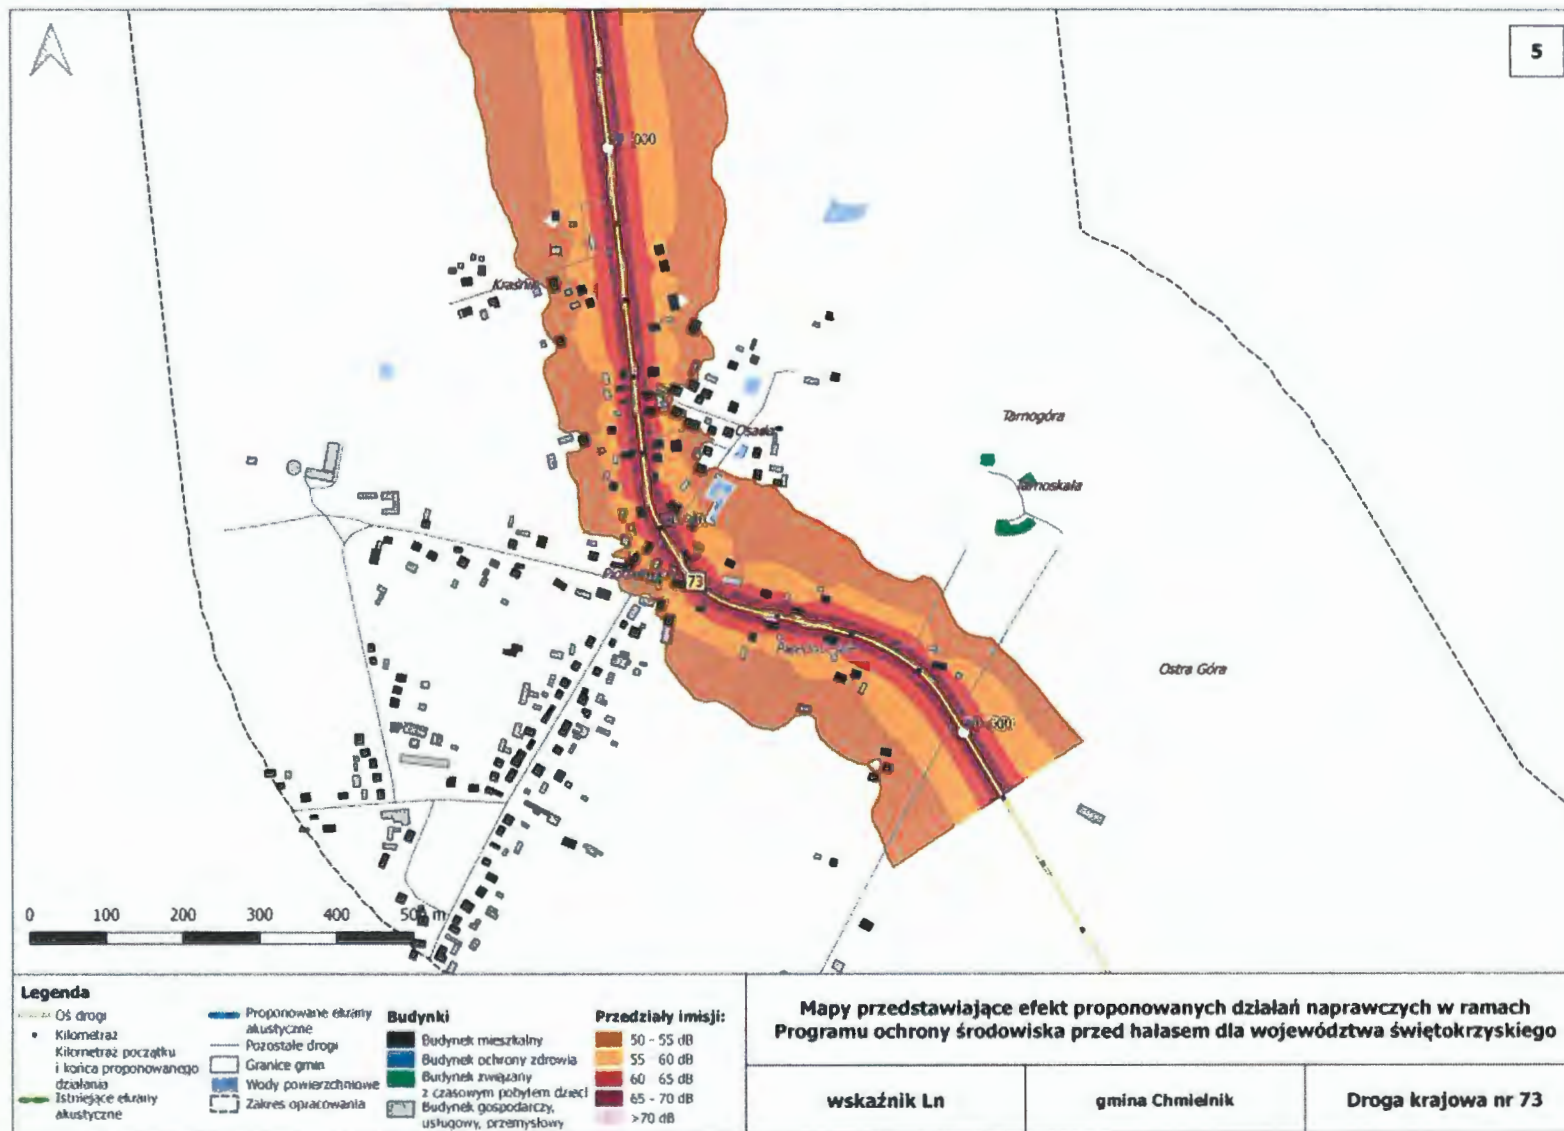 5
000
Kraśnik
Tarnogóra
Osada
Tarnoskała
73
Ostra Góra
0 100 200 300 400 500 m
Legenda
Oś drogi
Kilometraż
Kilometraż początku
i końca proponowanego
działania
Istniejące ekrany
akustyczne
Proponowane ekrany
akustyczne
Pozostałe drogi
Granice gmin
Wody powierzchniowe
Zakres opracowania
Budynki
Budynek mieszkalny
Budynek ochrony zdrowia
Budynek związany
z czasowym pobytem dzieci
Budynek gospodarczy,
usługowy, przemysłowy
Przedziały imisji:
50 - 55 dB
55 60 dB
60 65 dB
65 - 70 dB
>70 dB
Mapy przedstawiające efekt proponowanych działań naprawczych w ramach
Programu ochrony środowiska przed hałasem dla województwa świętokrzyskiego
wskaźnik Ln
gmina Chmielnik
Droga krajowa nr 73